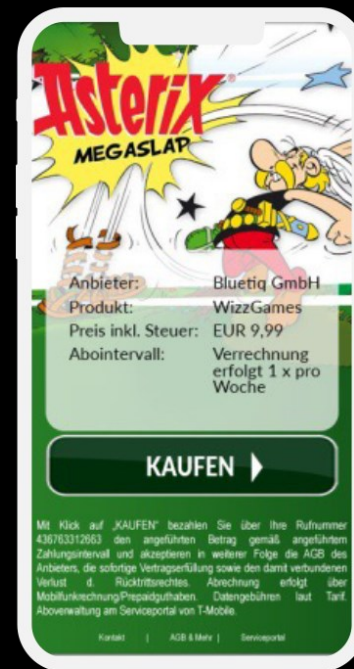 Asterix
MEGASLAP
Anbieter: Bluetiq GmbH
Produkt: WizzGames
Preis inkl. Steuer: EUR 9,99
Abointervall: Verrechnung
erfolgt 1 x pro
Woche
KAUFEN
Mit Klick auf „KAUFEN" bezahlen Sie über Ihre Rufnummer
436763312663 den angeführten Betrag gemäß angeführtem
Zahlungsintervall und akzeptieren in weiterer Folge die AGB des
Anbieters, die sofortige Vertragserfüllung sowie den damit verbundenen
Verlust d. Rücktrittsrechtes. Abrechnung erfolgt über
Mobilfunkrechnung/Prepaidguthaben. Datengebühren laut Tarif.
Aboverwaltung am Serviceportal von T-Mobile.
Kontakt | AGB & Mehr | Serviceportal